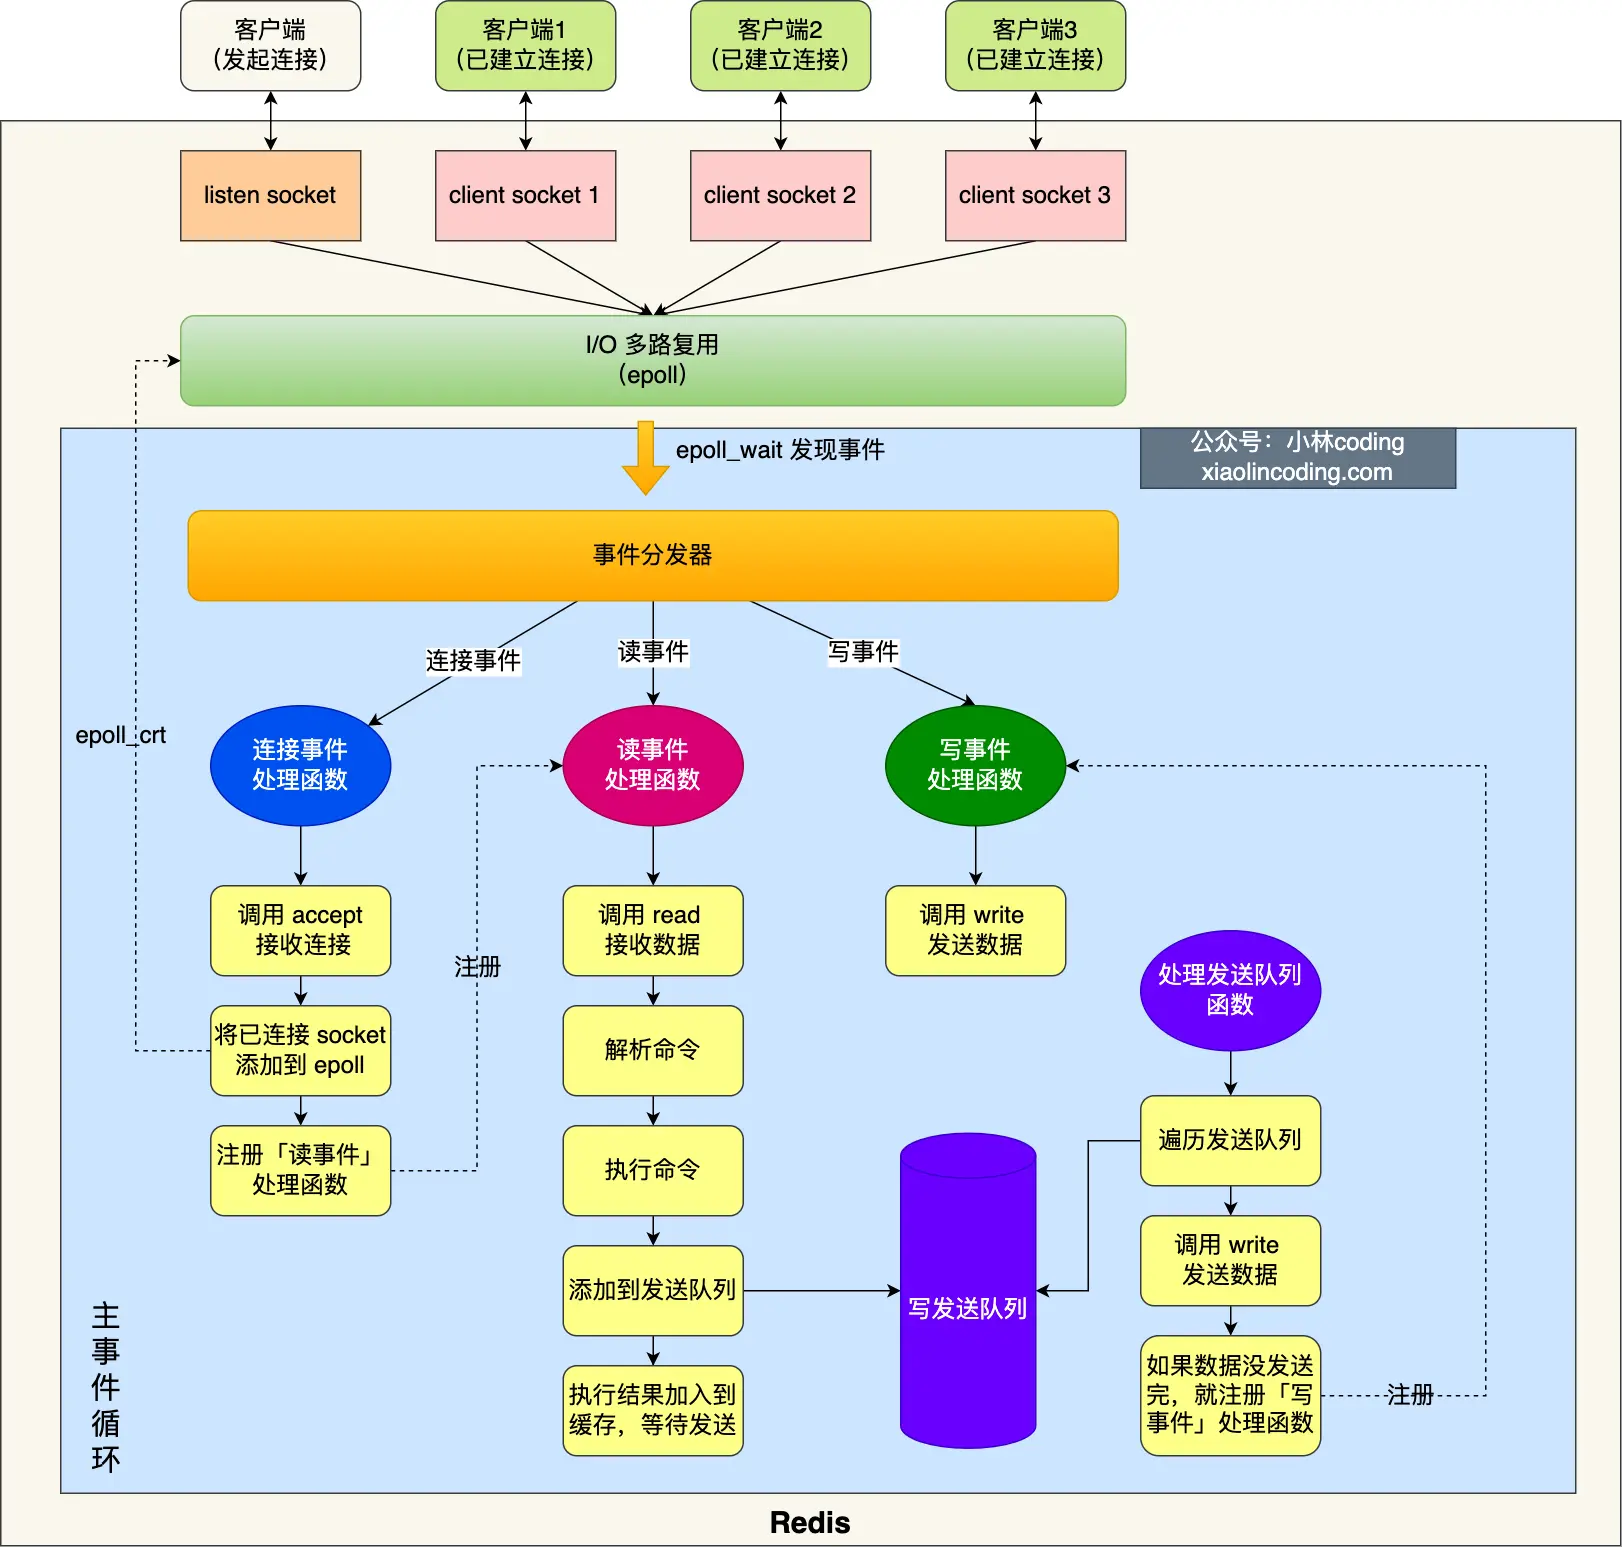 客户端
（发起连接）
客户端1
（已建立连接）
客户端2
（已建立连接）
客户端3
（已建立连接）
listen socket
client socket 1
client socket 2
client socket 3
I/O 多路复用
（epoll）
epoll_wait 发现事件
公众号：小林coding
xiaolincoding.com
事件分发器
连接事件
读事件
写事件
epoll_crt
连接事件
处理函数
读事件
处理函数
写事件
处理函数
调用 accept
接收连接
将已连接 socket
添加到 epoll
注册「读事件」
处理函数
注册
调用 read
接收数据
解析命令
执行命令
添加到发送队列
执行结果加入到
缓存，等待发送
调用 write
发送数据
写发送队列
处理发送队列
函数
遍历发送队列
调用 write
发送数据
如果数据没发送
完，就注册「写
事件」处理函数
注册
主
事
件
循
环
Redis